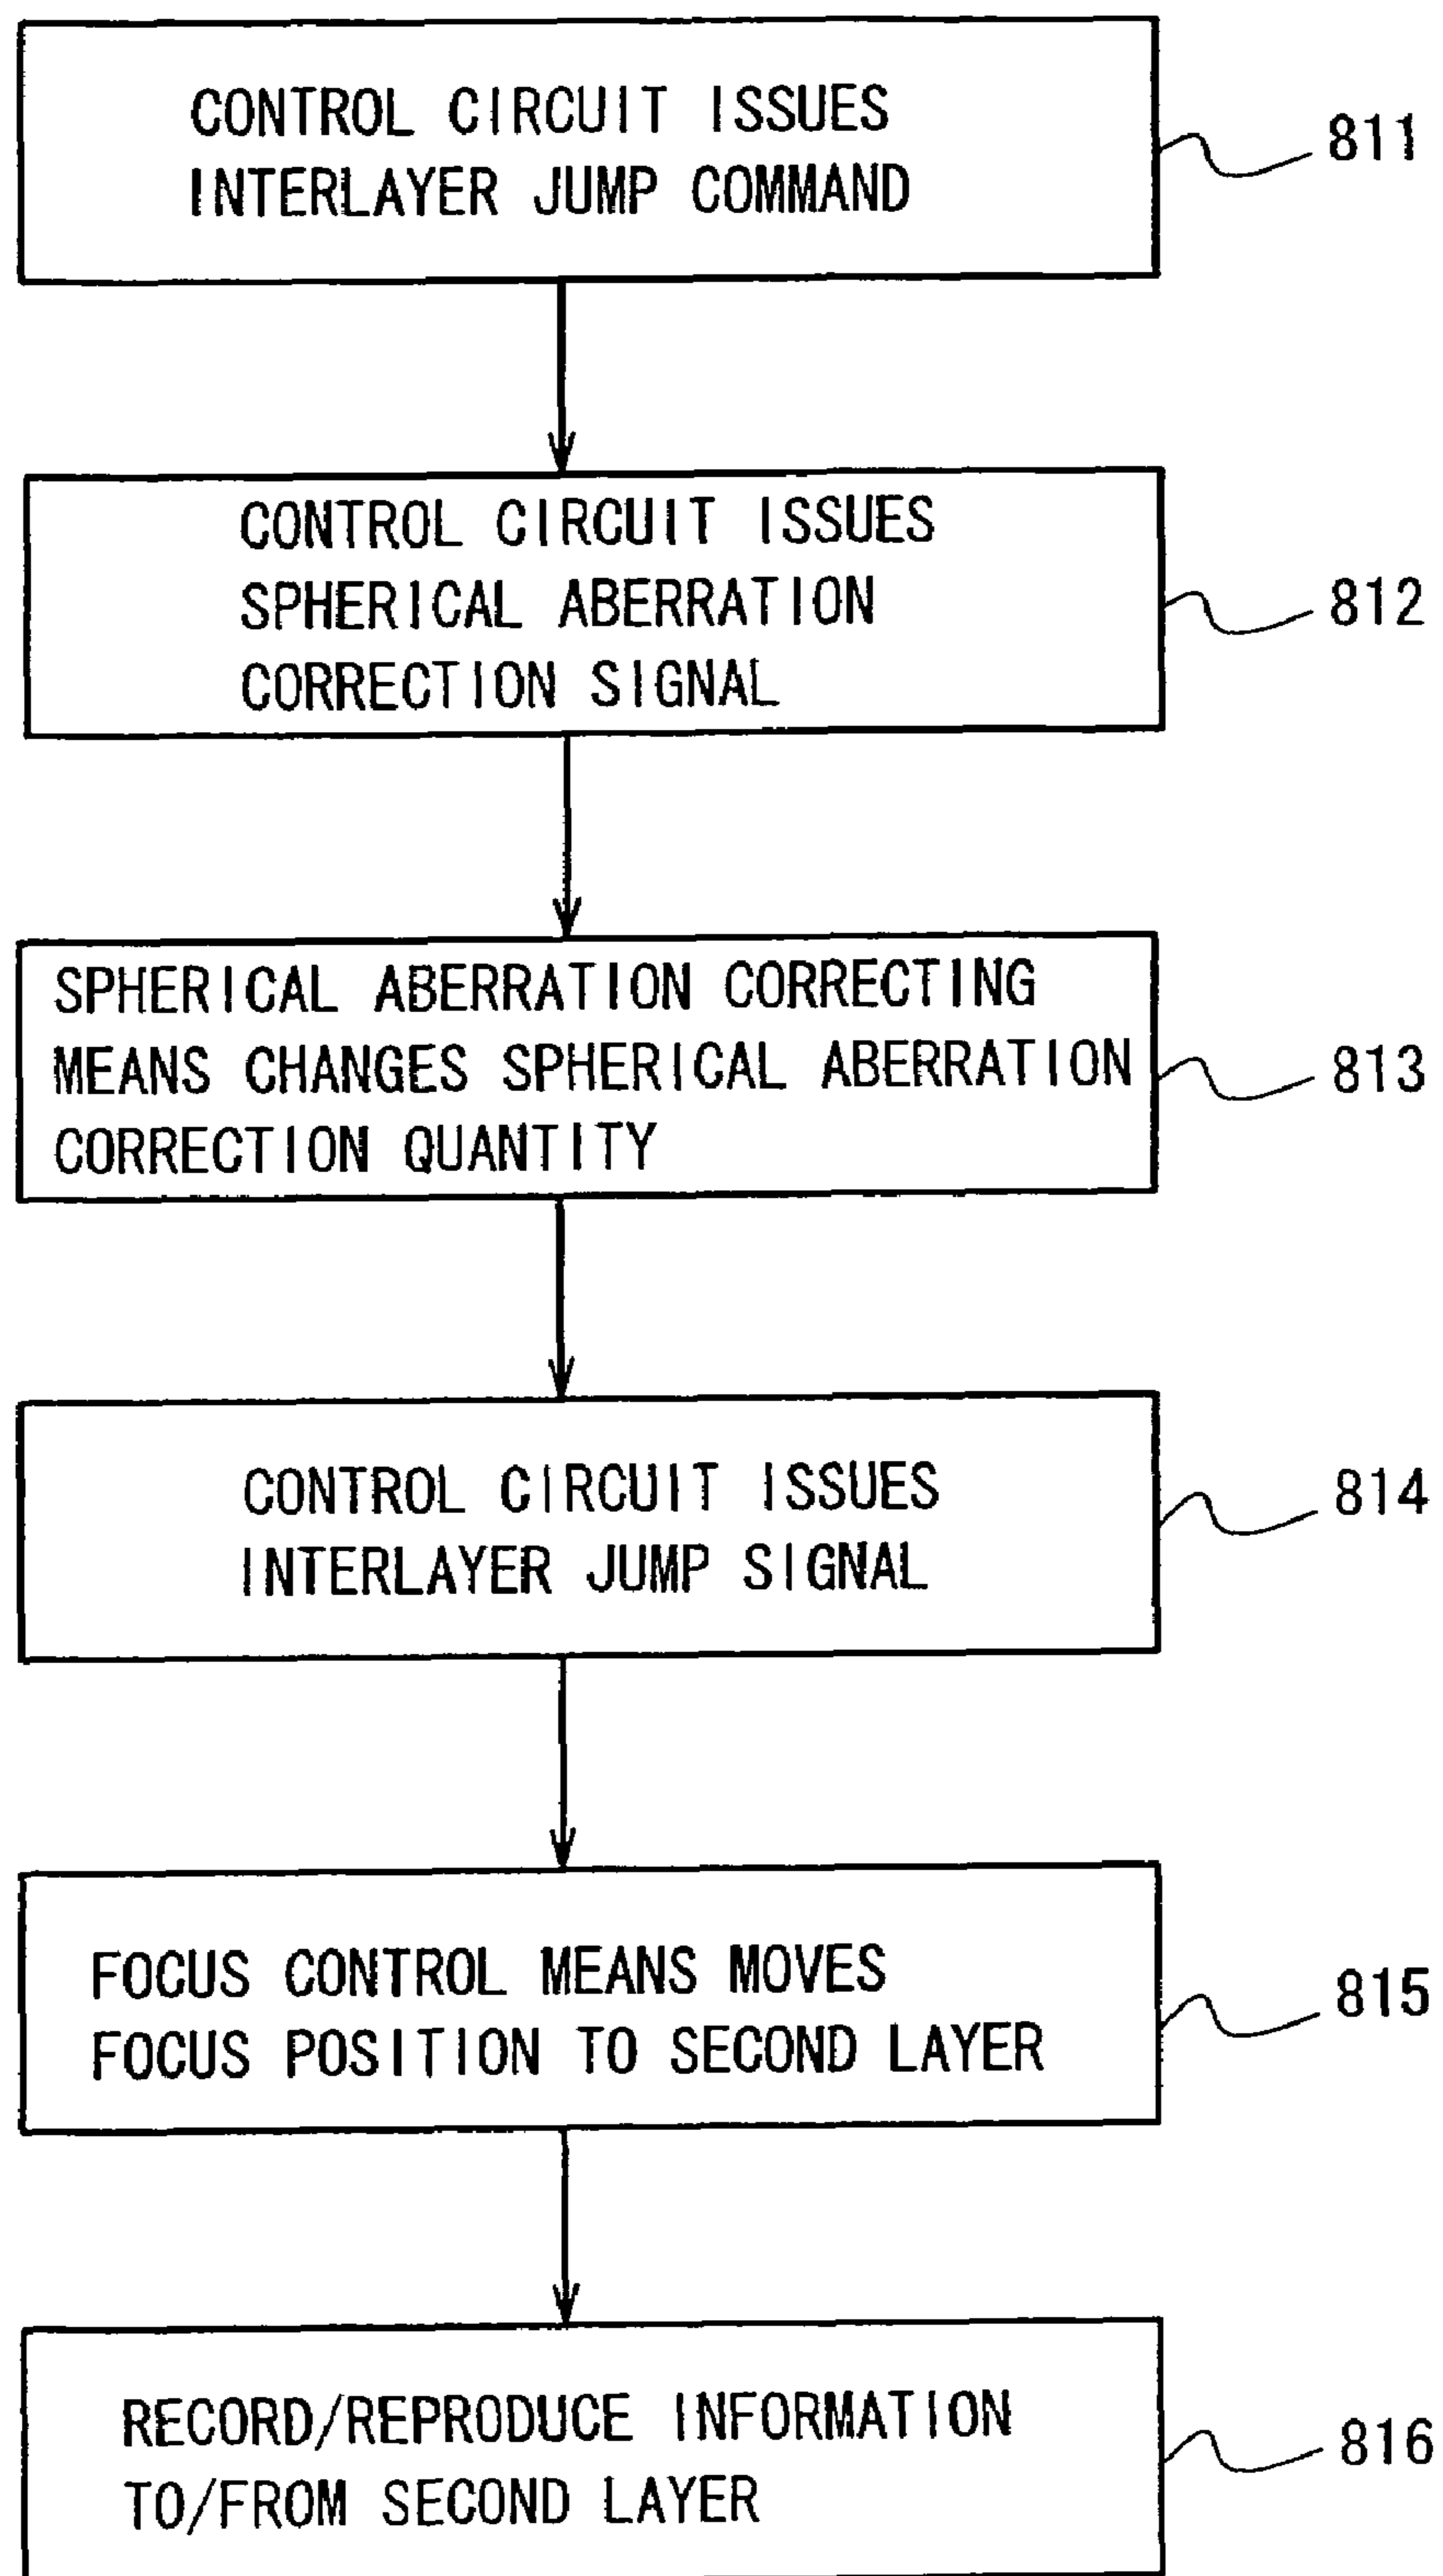 CONTROL CIRCUIT ISSUES
INTERLAYER JUMP COMMAND
811
CONTROL CIRCUIT ISSUES
SPHERICAL ABERRATION
CORRECTION SIGNAL
812
SPHERICAL ABERRATION CORRECTING
MEANS CHANGES SPHERICAL ABERRATION
CORRECTION QUANTITY
813
CONTROL CIRCUIT ISSUES
INTERLAYER JUMP SIGNAL
814
FOCUS CONTROL MEANS MOVES
FOCUS POSITION TO SECOND LAYER
815
RECORD/REPRODUCE INFORMATION
TO/FROM SECOND LAYER
816